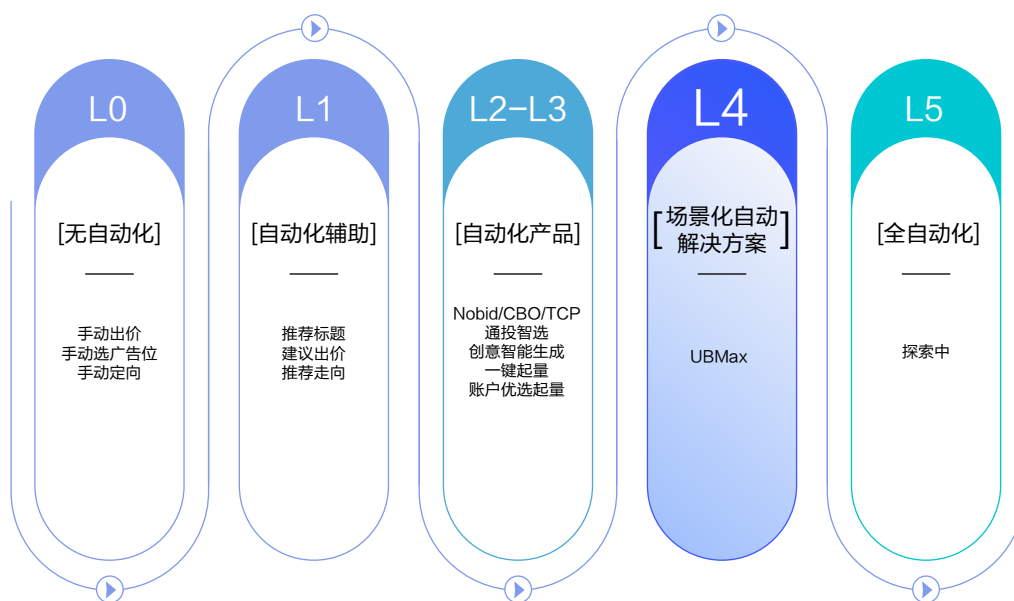 L0
[无自动化]
手动出价
手动选广告位
手动定向
L1
[自动化辅助]
推荐标题
建议出价
推荐走向
L2-L3
[自动化产品]
Nobid/CBO/TCP
通投智选
创意智能生成
一键起量
账户优选起量
L4
[场景化自动
解决方案]
UBMax
L5
[全自动化]
探索中